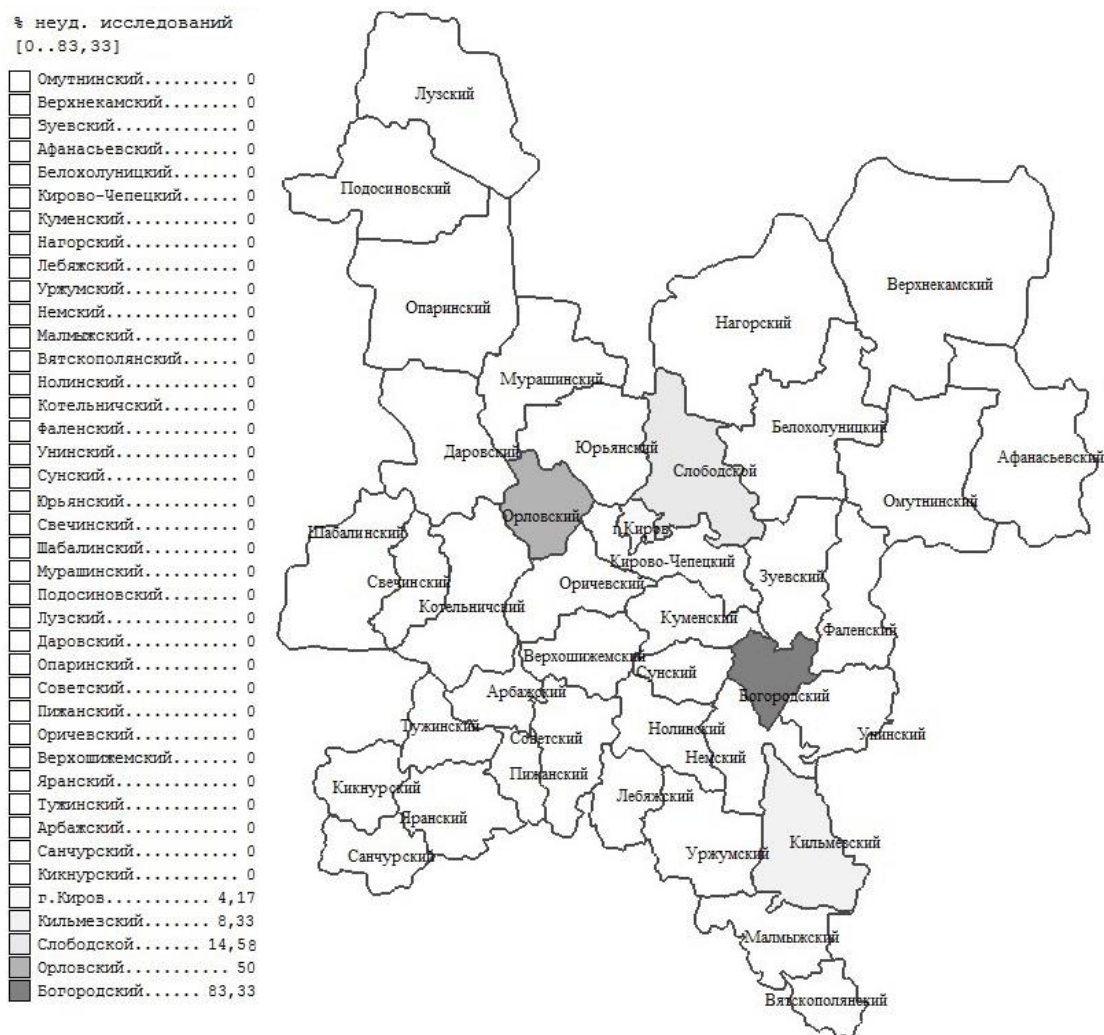 % неуд. исследований
[0..83,33]
Омутнинский.......... 0
Верхнекамский........ 0
Зуевский............. 0
Афанасьевский........ 0
Белохолуницкий....... 0
Кирово-Чепецкий...... 0
Куменский............ 0
Нагорский............ 0
Лебяжский............ 0
Уржумский............ 0
Немский.............. 0
Малмыжский........... 0
Вятскополянский...... 0
Нолинский............ 0
Котельничский........ 0
Фаленский............ 0
Унинский............. 0
Сунский.............. 0
Юрьянский............ 0
Свечинский........... 0
Шабалинский.......... 0
Мурашинский.......... 0
Подосиновский........ 0
Лузский.............. 0
Даровский............ 0
Опаринский........... 0
Советский............ 0
Пижанский............ 0
Оричевский........... 0
Верхошижемский....... 0
Яранский............. 0
Тужинский............ 0
Арбажский............ 0
Санчурский........... 0
Кикнурский........... 0
г.Киров........... 4,17
Кильмезский....... 8,33
Слободской....... 14,58
Орловский........... 50
Богородский...... 83,33
Лузский
Подосиновский
Верхнекамский
Опаринский
Нагорский
Мурашинский
Белохолуницкий
Юрьянский
Даровский
Афанасьевский
Слободской
Омутнинский
Орловский
г.Киров
Шабалинский
Кирово-Чепецкий
Зуевский
Свечинский
Оричевский
Котельничский
Куменский
Фаленский
Верхошижемский
Сунский
Арбажский
Богородский
Тужинский
Нолинский
Унинский
Советский
Немский
Пижанский
Кикнурский
Лебяжский
Яранский
Кильмезский
Санчурский
Уржумский
Малмыжский
Вятскополянский